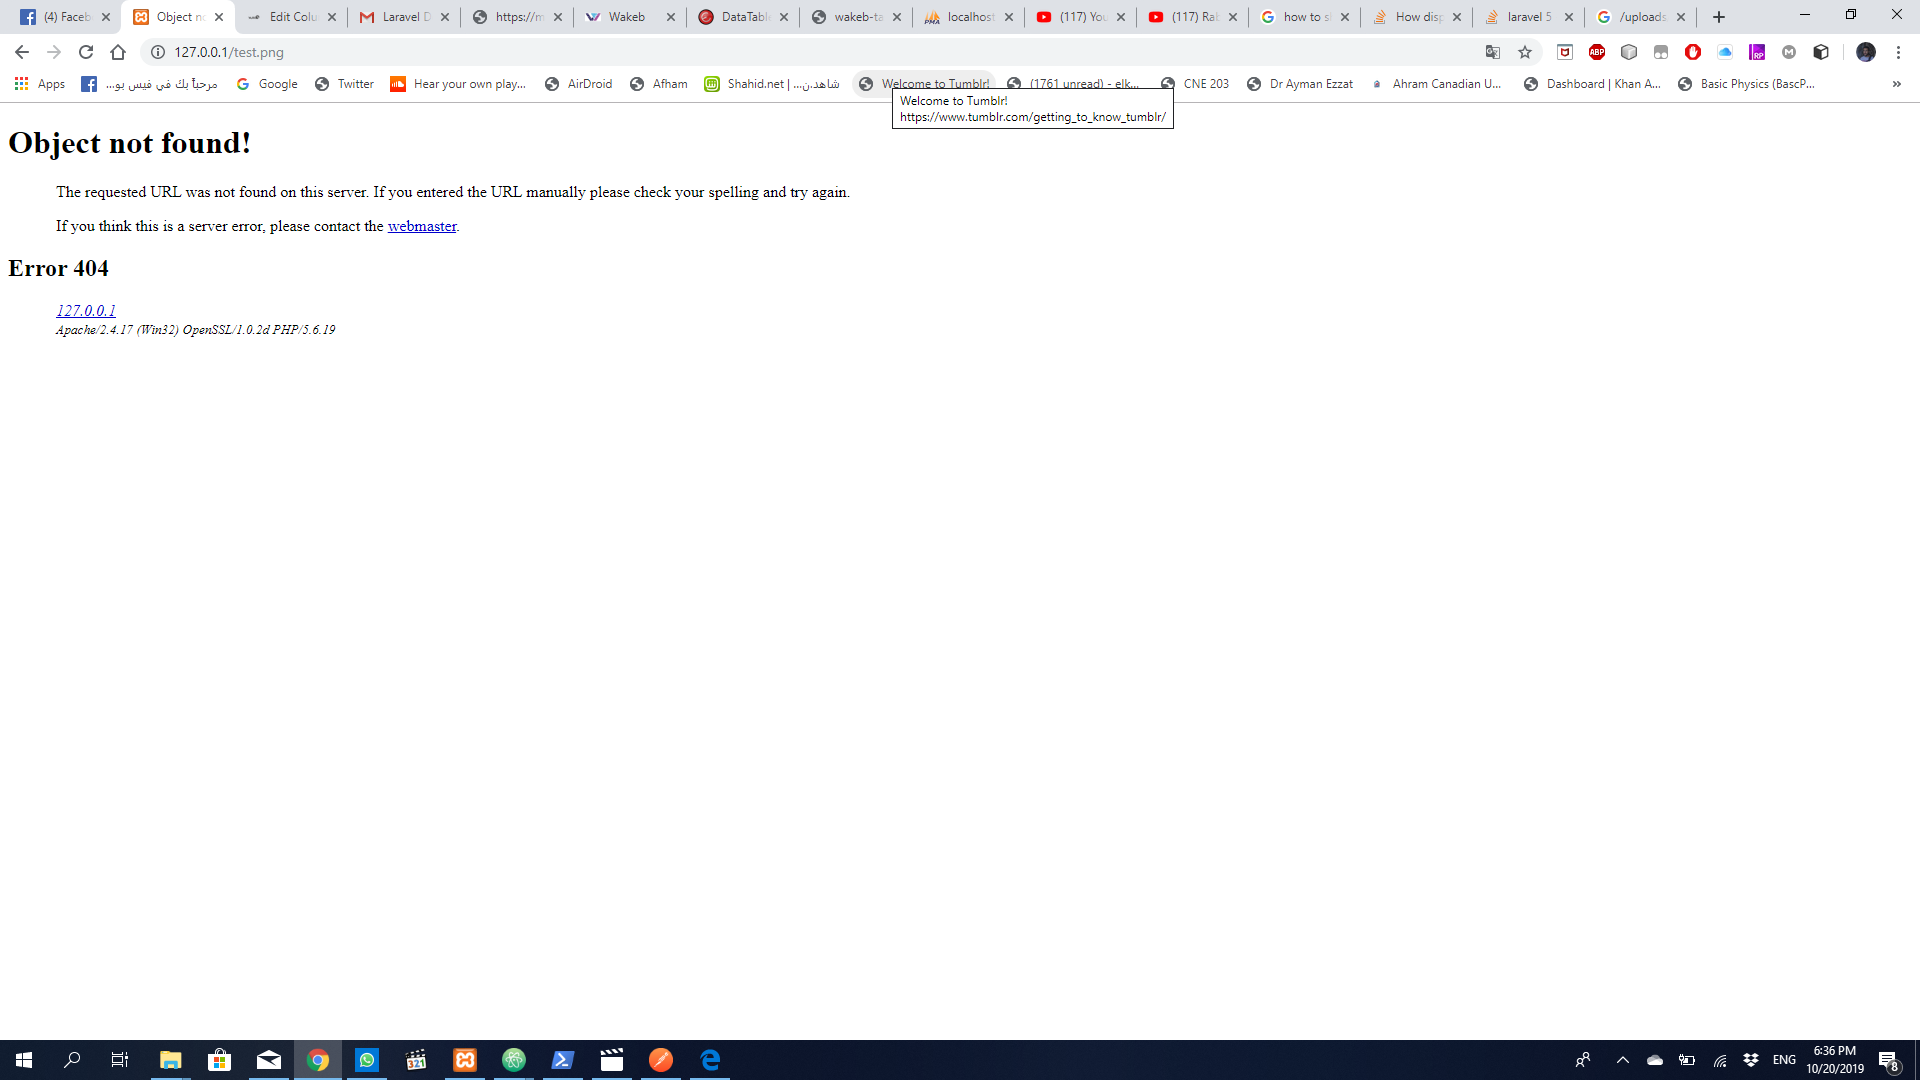 (4) Faceb
Object no
Edit Colu
Laravel D
https://m
Wakeb
DataTabl
wakeb-ta
localhost
(117) You
(117) Rab
how to sh
How disp
laravel 5
/uploads
127.0.0.1/test.png
Apps
مرحباً بك في فيس بو...
Google
Twitter
Hear your own play...
AirDroid
Afham
Shahid.net | شاهد.ن...
Welcome to Tumblr!
(1761 unread) - elk...
CNE 203
Dr Ayman Ezzat
Ahram Canadian U...
Dashboard | Khan A...
Basic Physics (BascP...
»
Welcome to Tumblr!
https://www.tumblr.com/getting_to_know_tumblr/
Object not found!
The requested URL was not found on this server. If you entered the URL manually please check your spelling and try again.
If you think this is a server error, please contact the webmaster.
Error 404
127.0.0.1
Apache/2.4.17 (Win32) OpenSSL/1.0.2d PHP/5.6.19
ENG
6:36 PM
10/20/2019
8